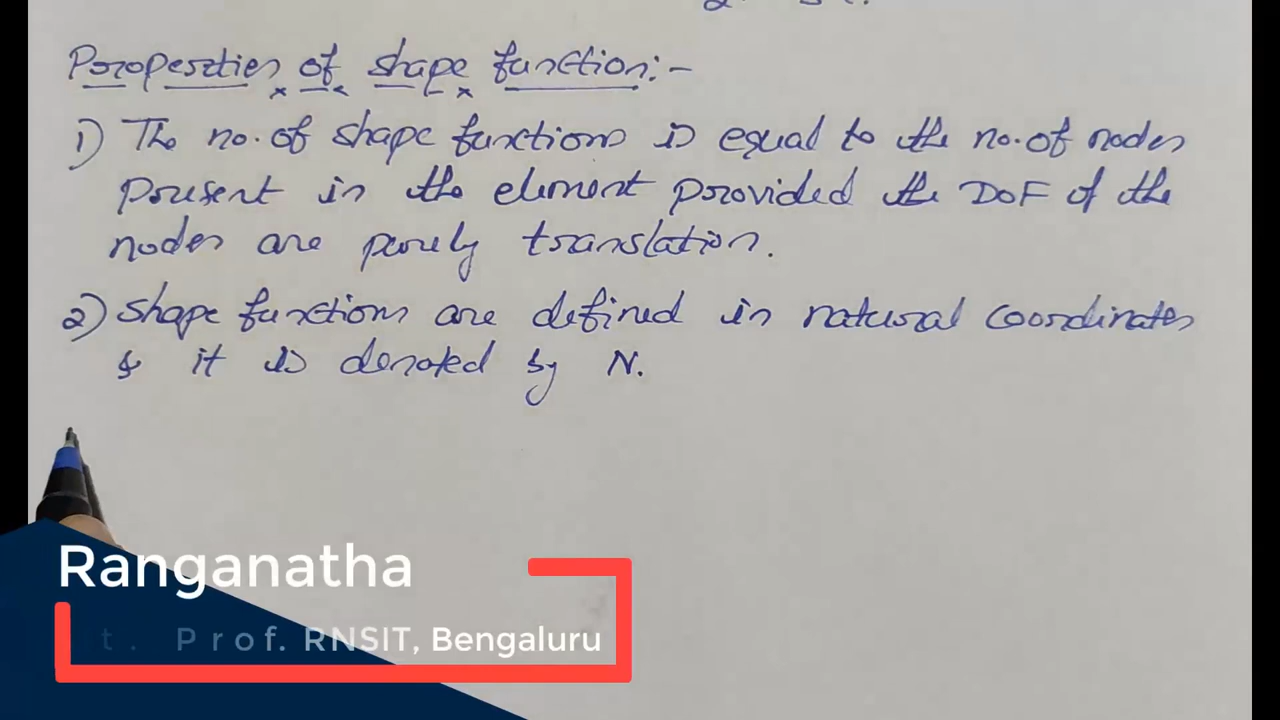 Properties of shape function:-
1) The no. of shape functions is equal to the no. of nodes
present in the element provided the DOF of the
nodes are purely translation.
2) Shape functions are defined in natural coordinates
& it is denoted by N.
Ranganatha
t. Prof. RNSIT, Bengaluru